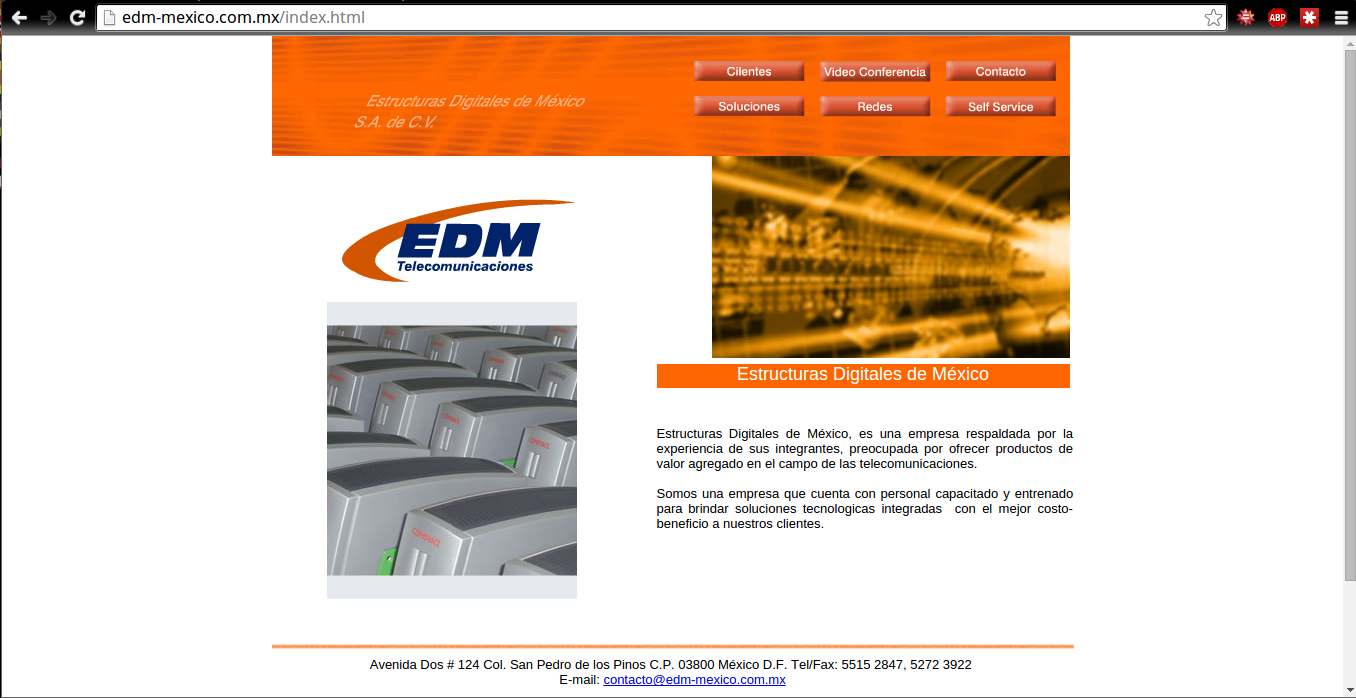 edm-mexico.com.mx/index.html
ABP
Cilentes
Video Conferencia
Contacto
Estructuras Digitales de México
S.A. de C.V.
Soluciones
Redes
Self Service
EDM
Telecomunicaciones
Estructuras Digitales de México
Estructuras Digitales de México, es una empresa respaldada por la
experiencia de sus integrantes, preocupada por ofrecer productos de
valor agregado en el campo de las telecomunicaciones.
Somos una empresa que cuenta con personal capacitado y entrenado
para brindar soluciones tecnologicas integradas con el mejor costo-
beneficio a nuestros clientes.
Avenida Dos # 124 Col. San Pedro de los Pinos C.P. 03800 México D.F. Tel/Fax: 5515 2847, 5272 3922
E-mail: contacto@edm-mexico.com.mx